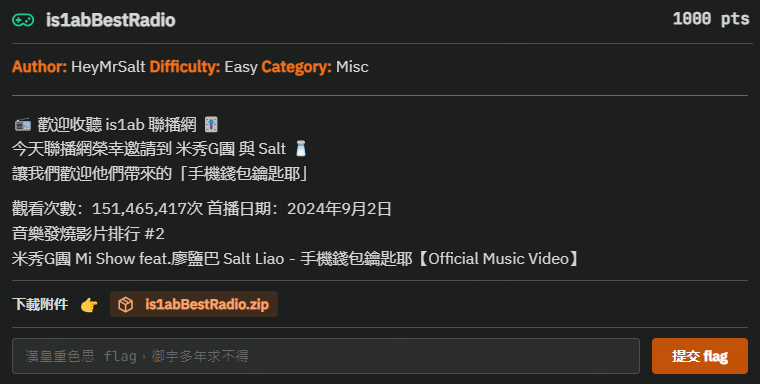 is1abBestRadio
1000 pts
Author: HeyMrSalt Difficulty: Easy Category: Misc
📻 歡迎收聽 is1ab 聯播網 🎚️
今天聯播網榮幸邀請到 米秀G團 與 Salt 🧂
讓我們歡迎他們帶來的「手機錢包鑰匙耶」
觀看次數：151,465,417次 首播日期：2024年9月2日
音樂發燒影片排行 #2
米秀G團 Mi Show feat.廖鹽巴 Salt Liao - 手機錢包鑰匙耶【Official Music Video】
下載附件 👉 is1abBestRadio.zip
漢皇重色思 flag，御宇多年求不得
提交 flag